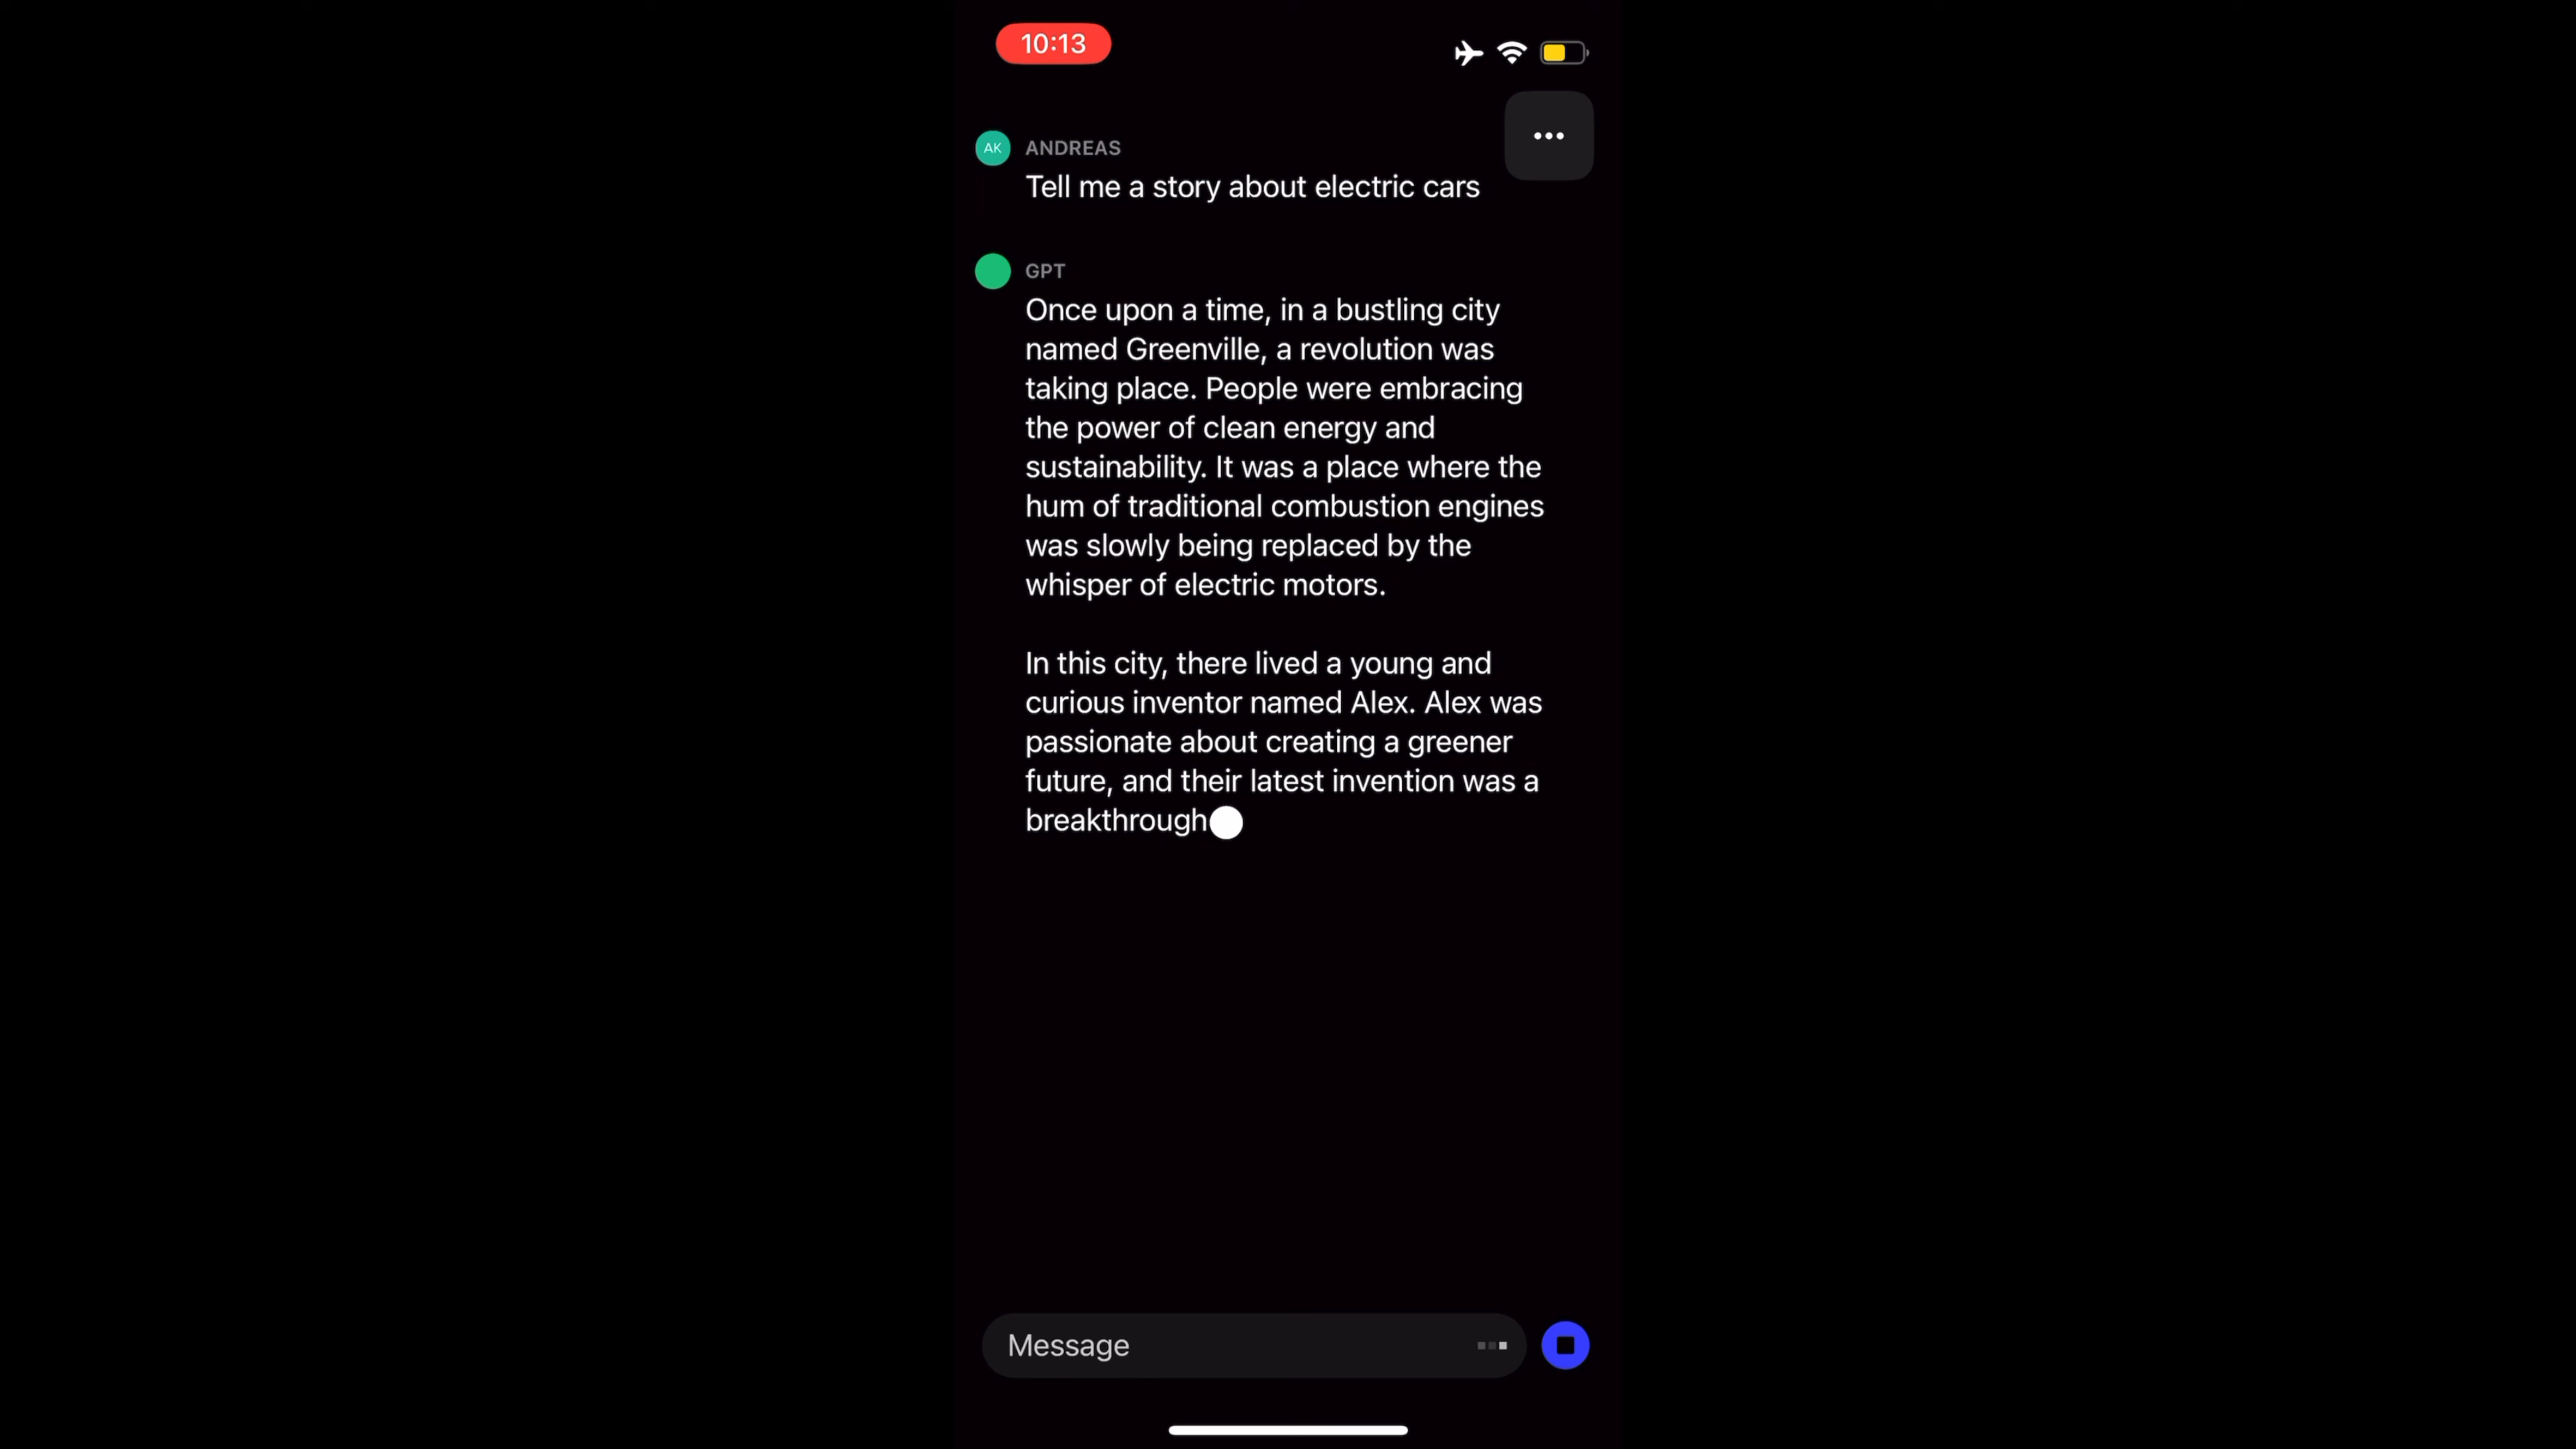 10:13
AK ANDREAS
Tell me a story about electric cars
GPT
Once upon a time, in a bustling city
named Greenville, a revolution was
taking place. People were embracing
the power of clean energy and
sustainability. It was a place where the
hum of traditional combustion engines
was slowly being replaced by the
whisper of electric motors.
In this city, there lived a young and
curious inventor named Alex. Alex was
passionate about creating a greener
future, and their latest invention was a
breakthrough
Message